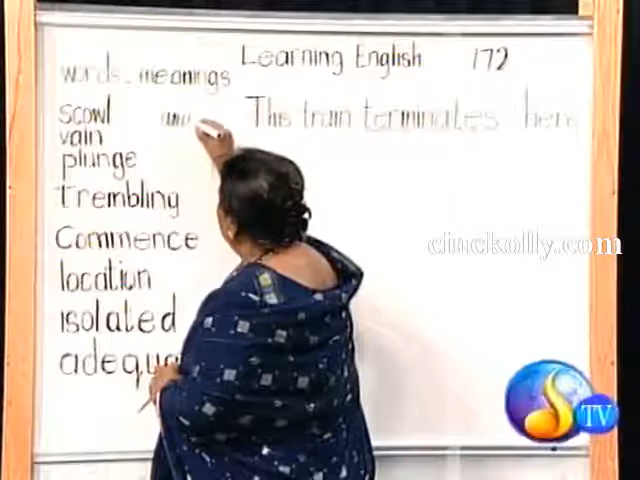 Learning English 172
words - meanings
scowl This train terminates here
vain
plunge
trembling
Commence
location
isolated
cinekolly.com
TV